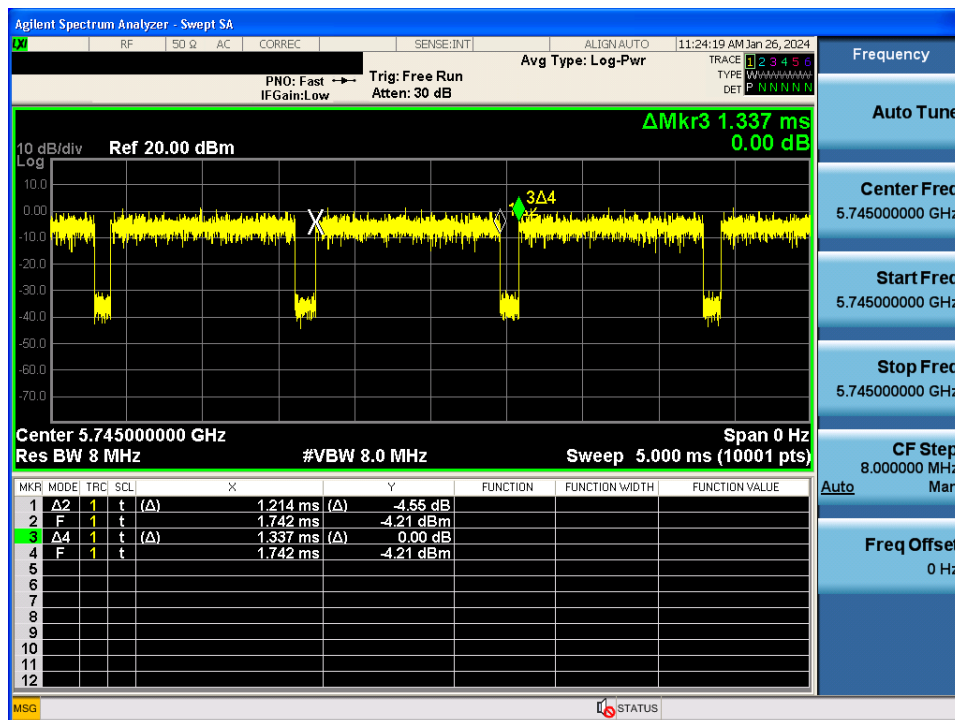 Agilent Spectrum Analyzer - Swept SA
LXI RF 50 Ω AC CORREC SENSE:INT ALIGN AUTO 11:24:19 AM Jan 26, 2024
PNO: Fast Trig: Free Run Avg Type: Log-Pwr TRACE 1 2 3 4 5 6
IFGain:Low Atten: 30 dB TYPE WWWWWW
DET P N N N N N
ΔMkr3 1.337 ms
0.00 dB
10 dB/div Ref 20.00 dBm
Log
10.0
0.00
-10.0
-20.0
-30.0
-40.0
-50.0
-60.0
-70.0
X
3Δ4
Center 5.745000000 GHz Span 0 Hz
Res BW 8 MHz #VBW 8.0 MHz Sweep 5.000 ms (10001 pts)
MKR MODE TRC SCL X Y FUNCTION FUNCTION WIDTH FUNCTION VALUE
1 Δ2 1 t (Δ) 1.214 ms (Δ) -4.55 dB
2 F 1 t 1.742 ms -4.21 dBm
3 Δ4 1 t (Δ) 1.337 ms (Δ) 0.00 dB
4 F 1 t 1.742 ms -4.21 dBm
5
6
7
8
9
10
11
12
MSG STATUS
Frequency
Auto Tune
Center Freq
5.745000000 GHz
Start Freq
5.745000000 GHz
Stop Freq
5.745000000 GHz
CF Step
8.000000 MHz
Auto Man
Freq Offset
0 Hz